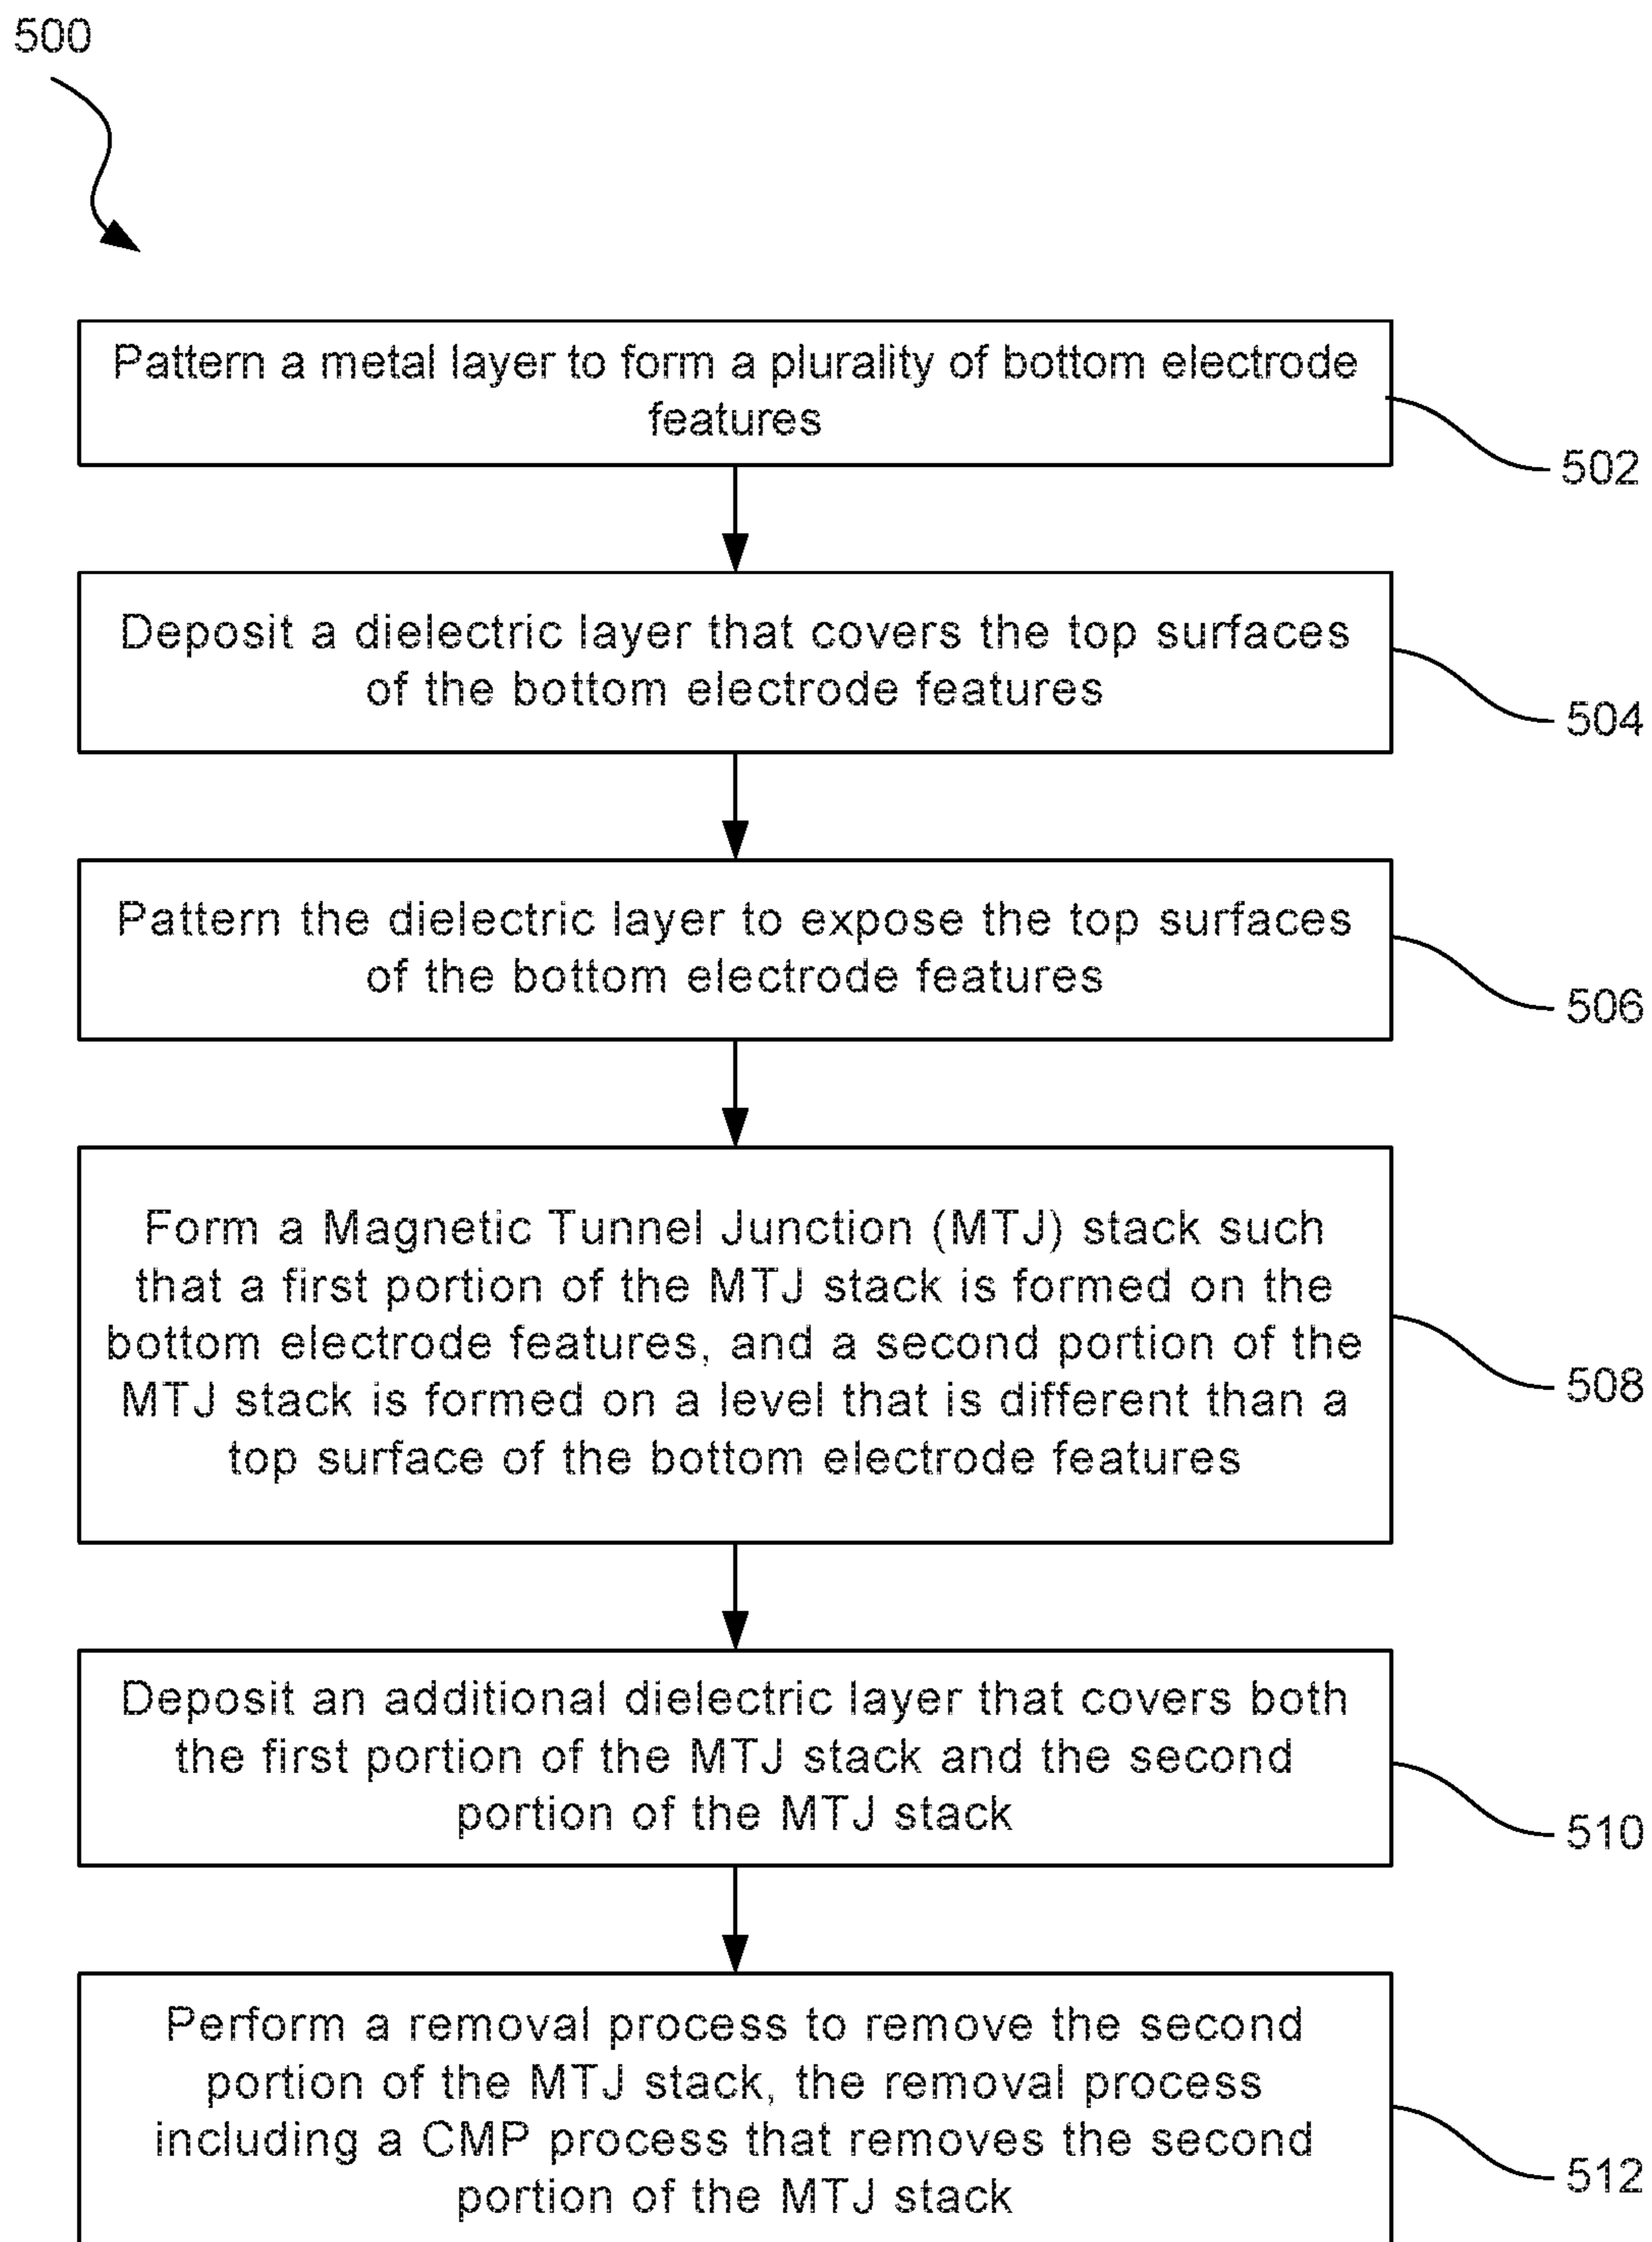 500
Pattern a metal layer to form a plurality of bottom electrode
features
502
Deposit a dielectric layer that covers the top surfaces
of the bottom electrode features
504
Pattern the dielectric layer to expose the top surfaces
of the bottom electrode features
506
Form a Magnetic Tunnel Junction (MTJ) stack such
that a first portion of the MTJ stack is formed on the
bottom electrode features, and a second portion of the
MTJ stack is formed on a level that is different than a
top surface of the bottom electrode features
508
Deposit an additional dielectric layer that covers both
the first portion of the MTJ stack and the second
portion of the MTJ stack
510
Perform a removal process to remove the second
portion of the MTJ stack, the removal process
including a CMP process that removes the second
portion of the MTJ stack
512